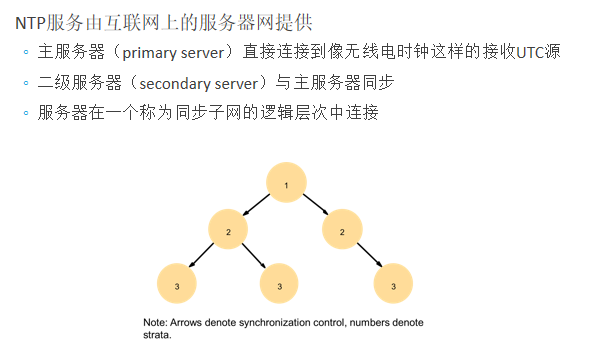 NTP服务由互联网上的服务器网提供
◦ 主服务器（primary server）直接连接到像无线电时钟这样的接收UTC源
◦ 二级服务器（secondary server）与主服务器同步
◦ 服务器在一个称为同步子网的逻辑层次中连接
1
2 2
3 3 3
Note: Arrows denote synchronization control, numbers denote
strata.